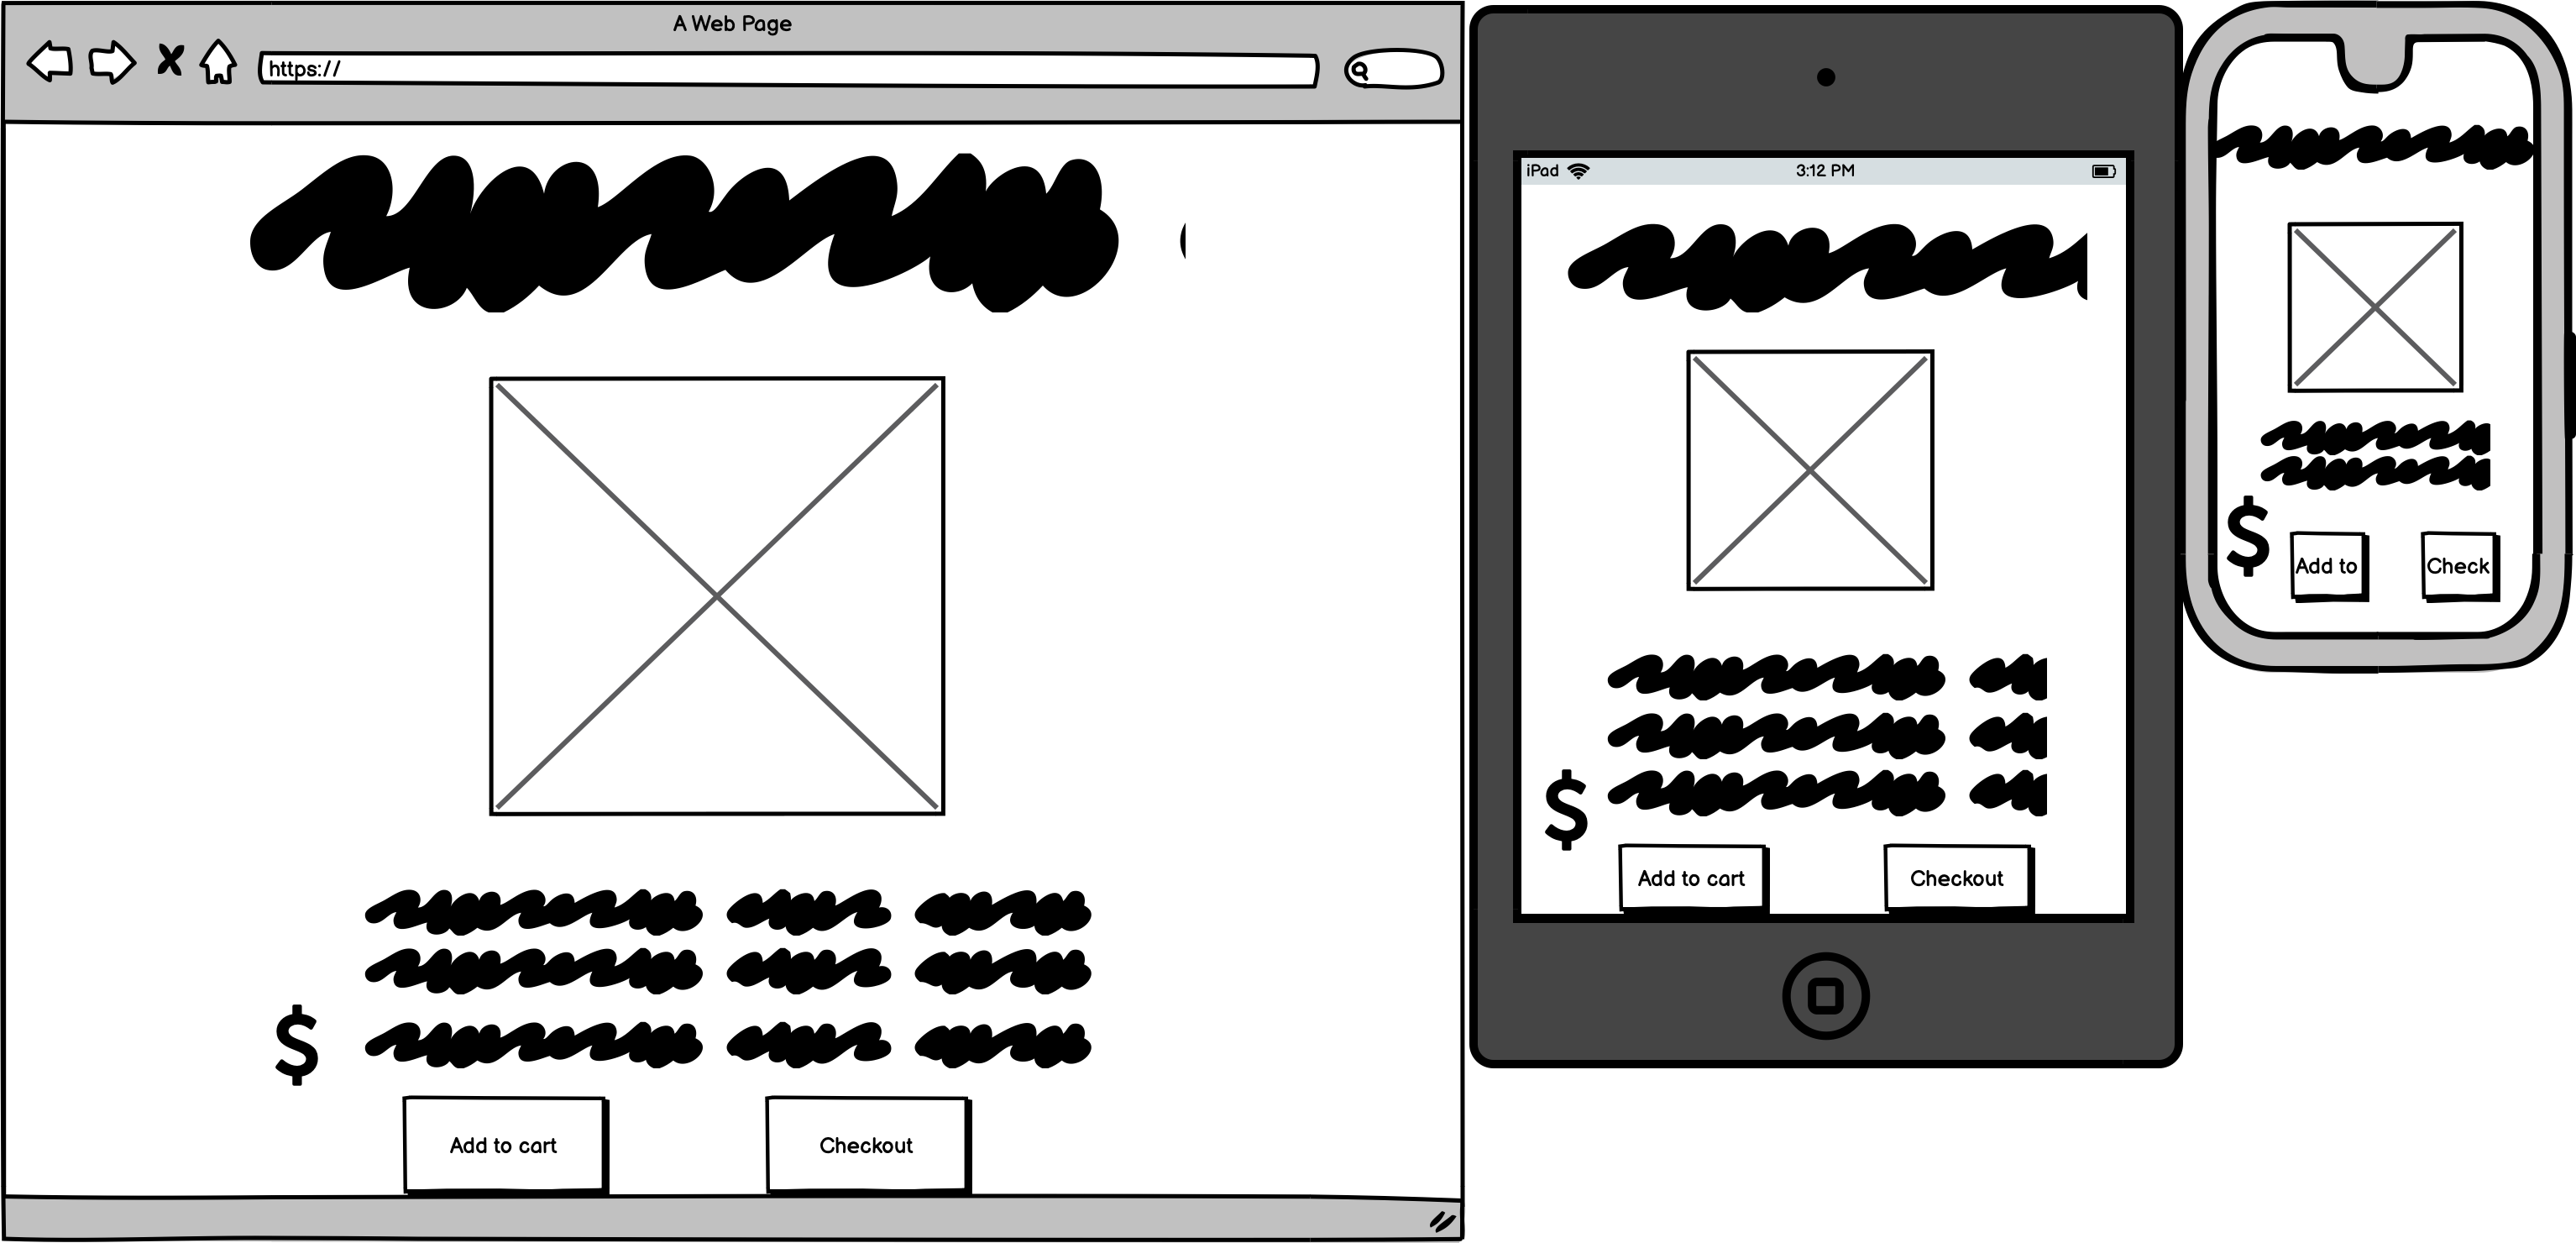 A Web Page
https://
$
Add to cart
Checkout
iPad
3:12 PM
$
Add to cart
Checkout
$
Add to
Check